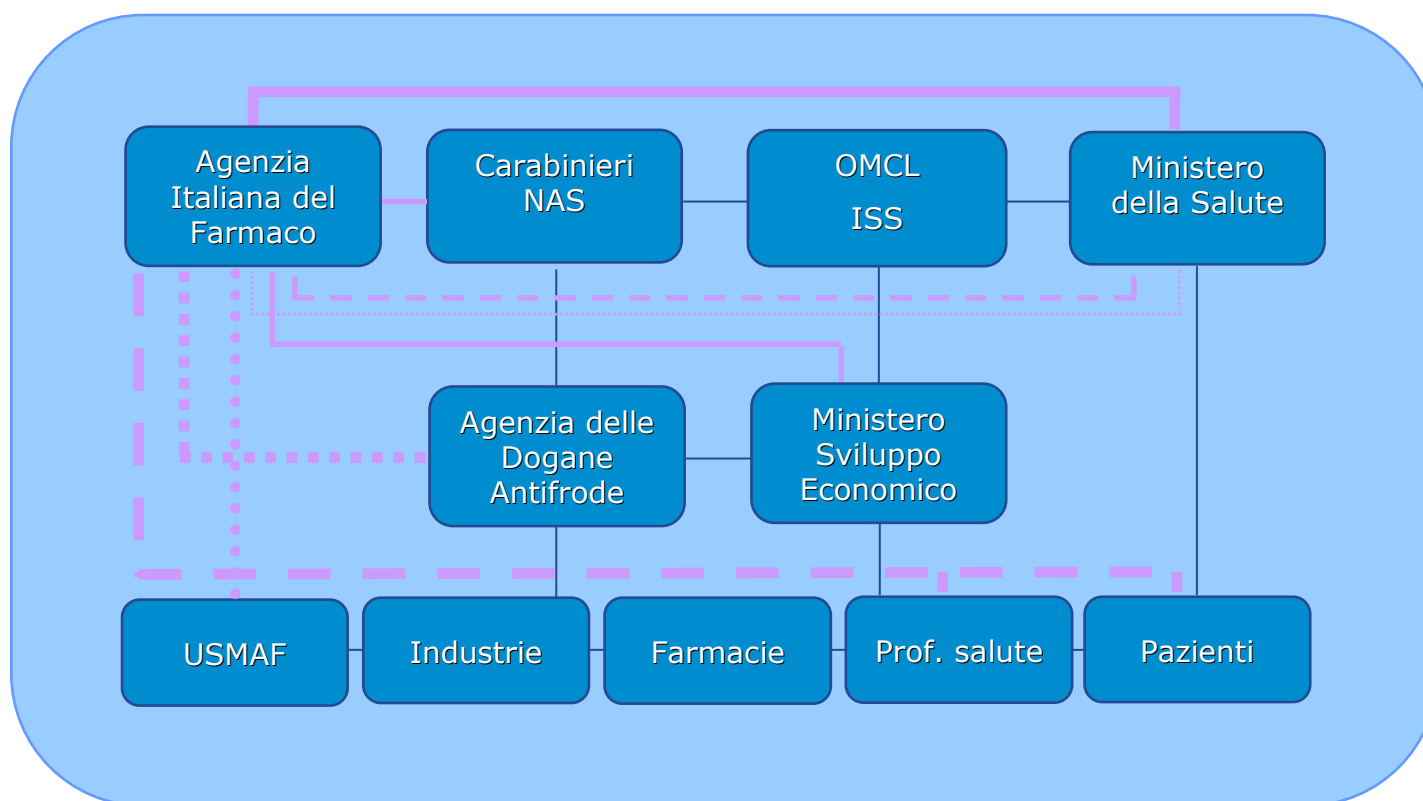 Agenzia
Italiana del
Farmaco
Carabinieri
NAS
OMCL
ISS
Ministero
della Salute
Agenzia delle
Dogane
Antifrode
Ministero
Sviluppo
Economico
USMAF
Industrie
Farmacie
Prof. salute
Pazienti